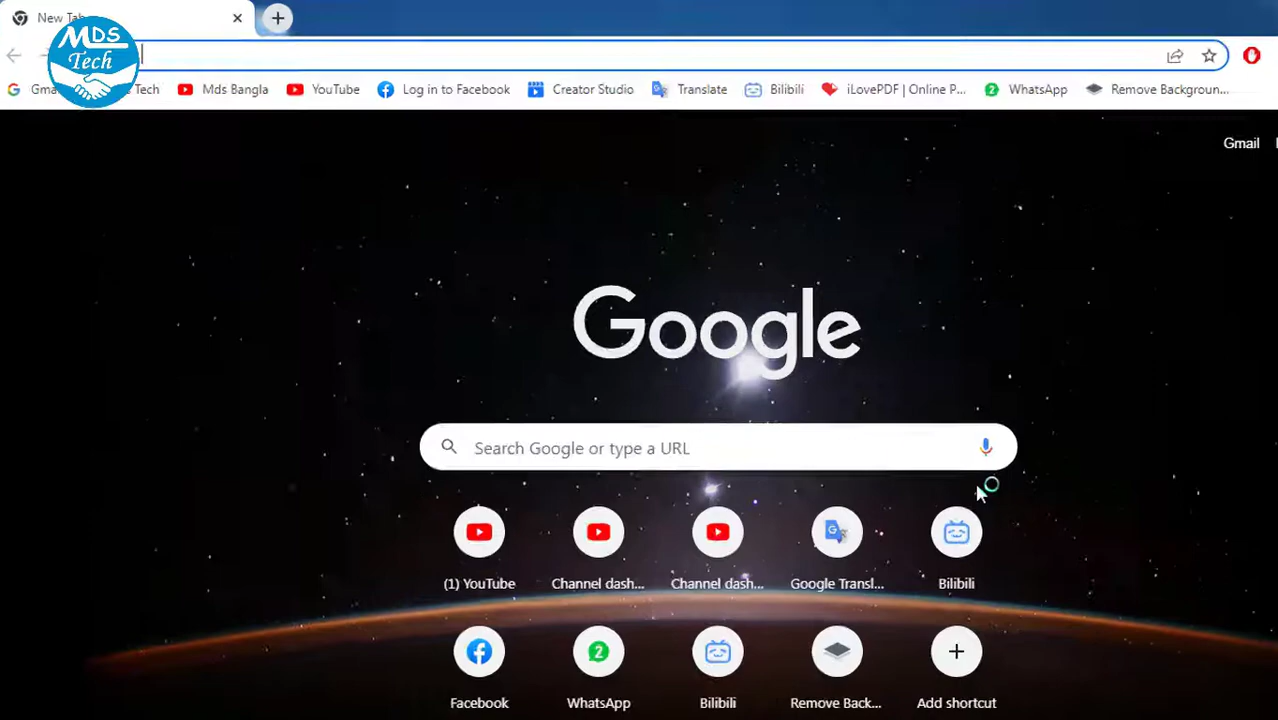 New Tab
MDS
Tech
Gma
e Tech
Mds Bangla
YouTube
Log in to Facebook
Creator Studio
Translate
Bilibili
iLovePDF | Online P...
WhatsApp
Remove Backgroun...
Gmail
Google
Search Google or type a URL
(1) YouTube
Channel dash...
Channel dash...
Google Transl...
Bilibili
2
Facebook
WhatsApp
Bilibili
Remove Back...
Add shortcut